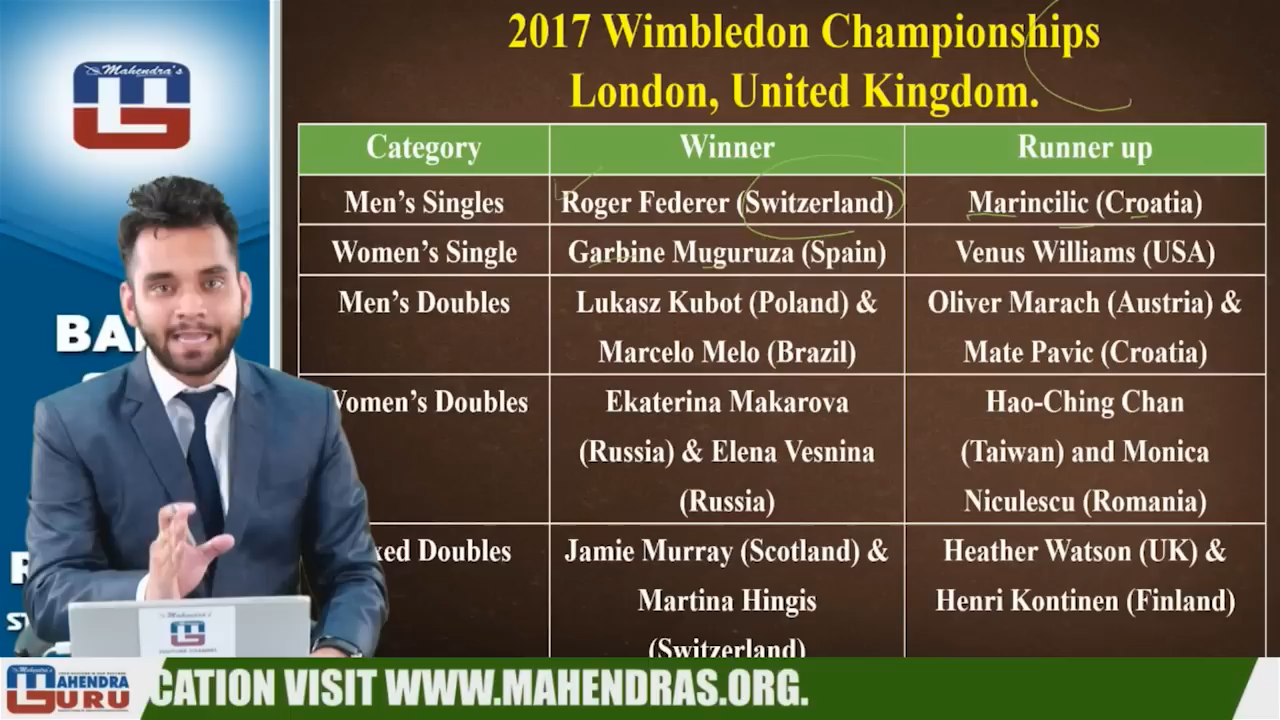 2017 Wimbledon Championships
London, United Kingdom.
Mahendra's
Category Winner Runner up
Men's Singles Roger Federer (Switzerland) Marincilic (Croatia)
Women's Single Garbine Muguruza (Spain) Venus Williams (USA)
Men's Doubles Lukasz Kubot (Poland) & Oliver Marach (Austria) &
Marcelo Melo (Brazil) Mate Pavic (Croatia)
Women's Doubles Ekaterina Makarova Hao-Ching Chan
(Russia) & Elena Vesnina (Taiwan) and Monica
(Russia) Niculescu (Romania)
xed Doubles Jamie Murray (Scotland) & Heather Watson (UK) &
Martina Hingis Henri Kontinen (Finland)
(Switzerland)
BA
Mahendra's
MAHENDRA
GURU
CATION VISIT WWW.MAHENDRAS.ORG.